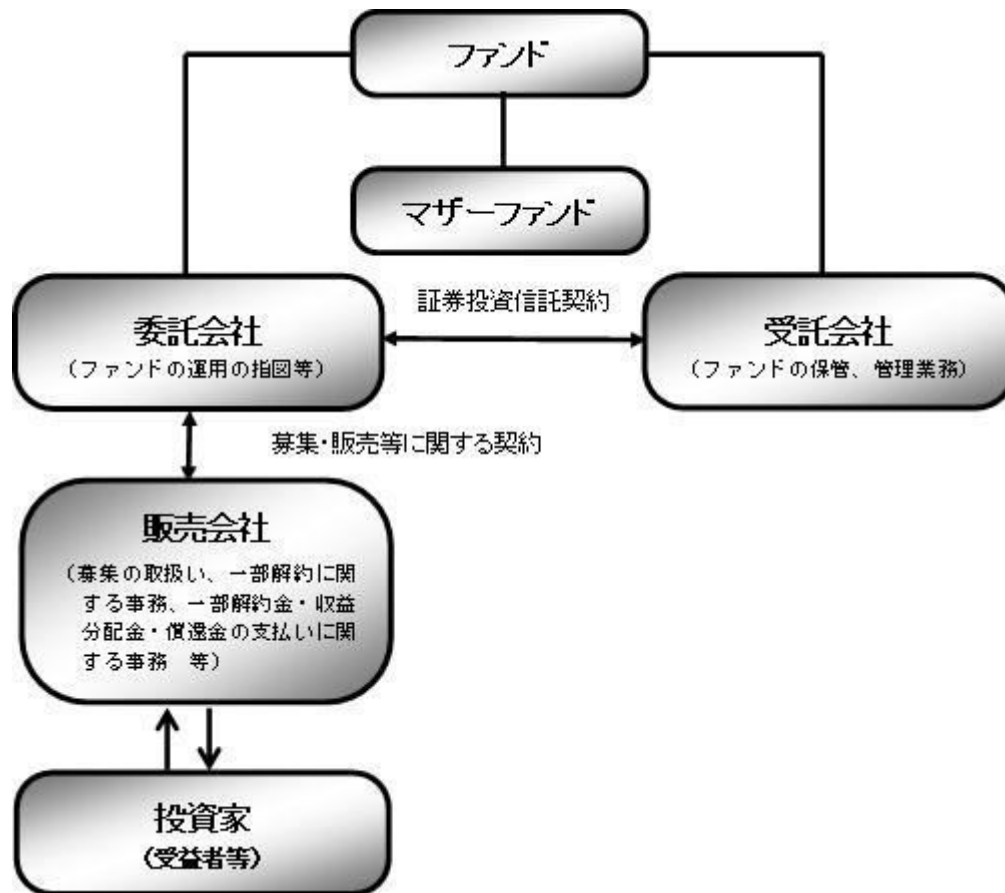 ファンド
マザーファンド
証券投資信託契約
委託会社
(ファンドの運用の指図等)
受託会社
(ファンドの保管、管理業務)
募集・販売等に関する契約
販売会社
(募集の取扱い、一部解約に関
する事務、一部解約金・収益
分配金・償還金の支払いに関
する事務 等)
投資家
(受益者等)